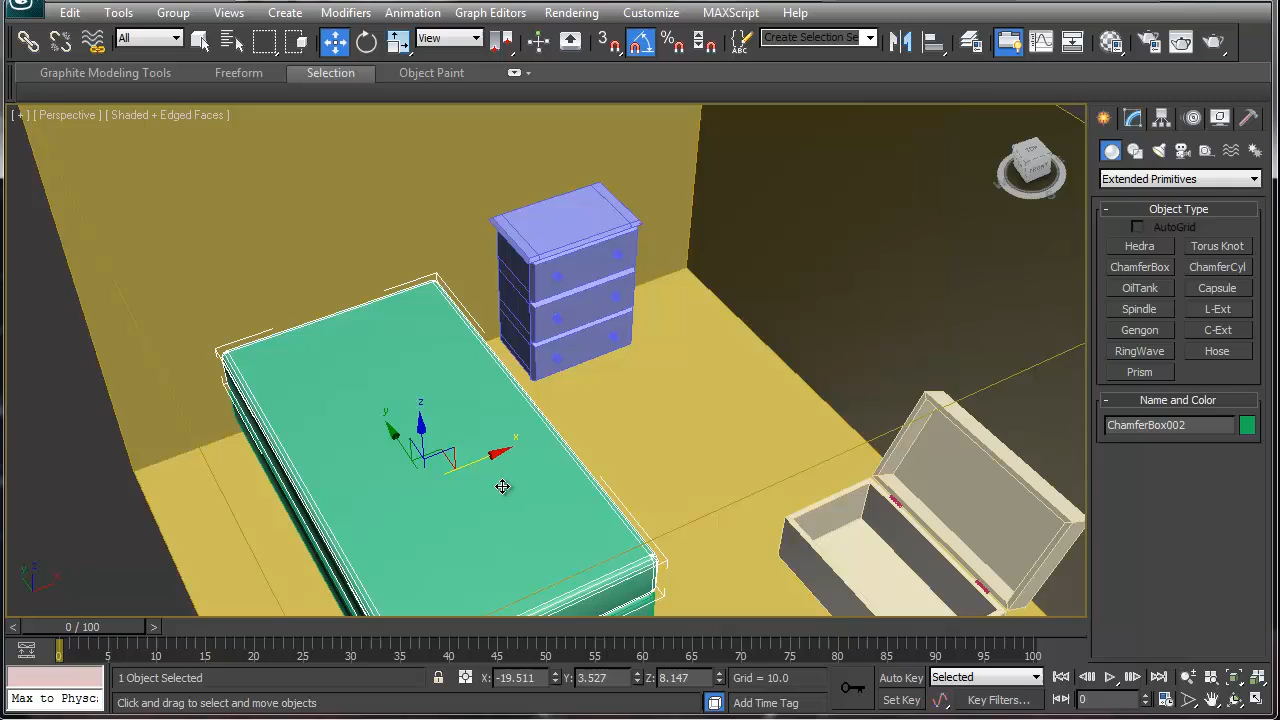 Edit Tools Group Views Create Modifiers Animation Graph Editors Rendering Customize MAXScript Help
All View 3 Create Selection Se
Graphite Modeling Tools Freeform Selection Object Paint
[ + ] [ Perspective ] [ Shaded + Edged Faces ]
TOP
FRONT
Extended Primitives
- Object Type
AutoGrid
Hedra Torus Knot
ChamferBox ChamferCyl
OilTank Capsule
Spindle L-Ext
Gengon C-Ext
RingWave Hose
Prism
- Name and Color
ChamferBox002
z
y
x
z
y
x
< 0 / 100 >
0 5 10 15 20 25 30 35 40 45 50 55 60 65 70 75 80 85 90 95 100
1 Object Selected X: -19.511 Y: 3.527 Z: 8.147 Grid = 10.0 Auto Key Selected
Max to Physc:
Click and drag to select and move objects Add Time Tag Set Key Key Filters... 0